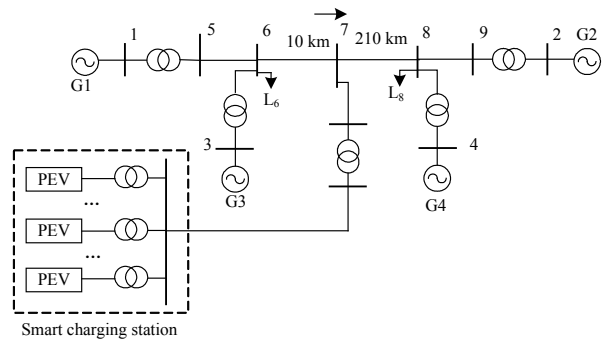 1
5
6
10 km
7
210 km
8
9
2
G2
G1
L6
L8
3
4
G3
G4
PEV
...
PEV
...
PEV
Smart charging station